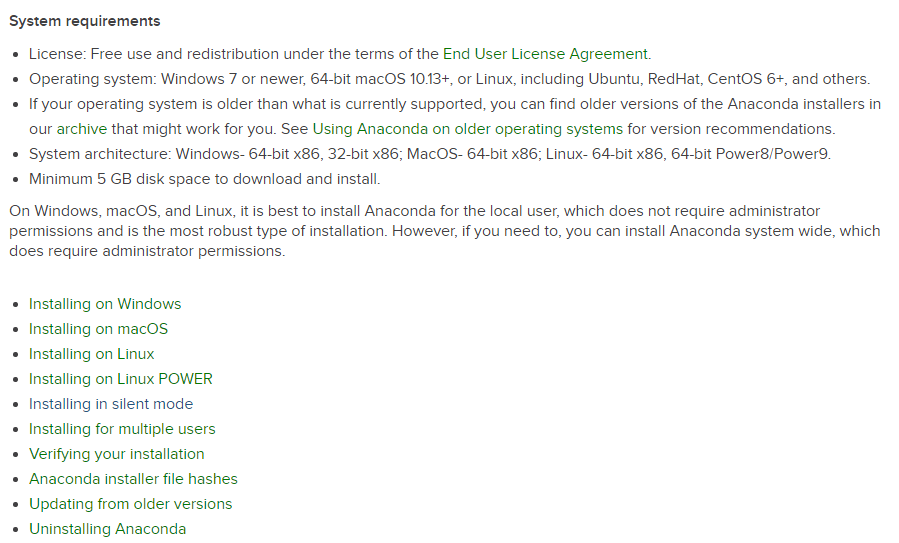 System requirements
• License: Free use and redistribution under the terms of the End User License Agreement.
• Operating system: Windows 7 or newer, 64-bit macOS 10.13+, or Linux, including Ubuntu, RedHat, CentOS 6+, and others.
• If your operating system is older than what is currently supported, you can find older versions of the Anaconda installers in
our archive that might work for you. See Using Anaconda on older operating systems for version recommendations.
• System architecture: Windows- 64-bit x86, 32-bit x86; MacOS- 64-bit x86; Linux- 64-bit x86, 64-bit Power8/Power9.
• Minimum 5 GB disk space to download and install.
On Windows, macOS, and Linux, it is best to install Anaconda for the local user, which does not require administrator
permissions and is the most robust type of installation. However, if you need to, you can install Anaconda system wide, which
does require administrator permissions.
• Installing on Windows
• Installing on macOS
• Installing on Linux
• Installing on Linux POWER
• Installing in silent mode
• Installing for multiple users
• Verifying your installation
• Anaconda installer file hashes
• Updating from older versions
• Uninstalling Anaconda